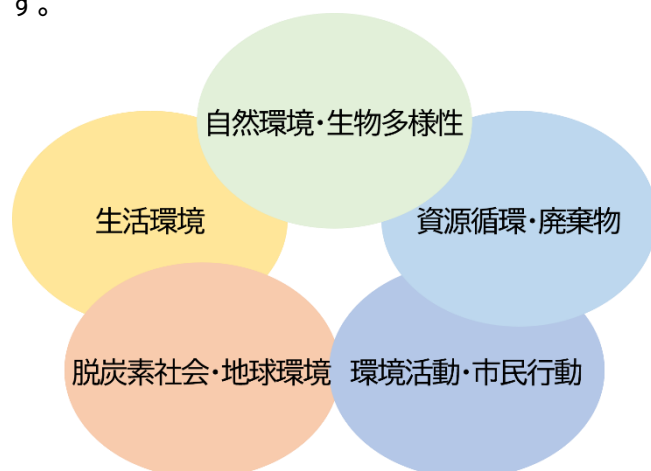 す。
自然環境・生物多様性
生活環境
資源循環・廃棄物
脱炭素社会・地球環境
環境活動・市民行動